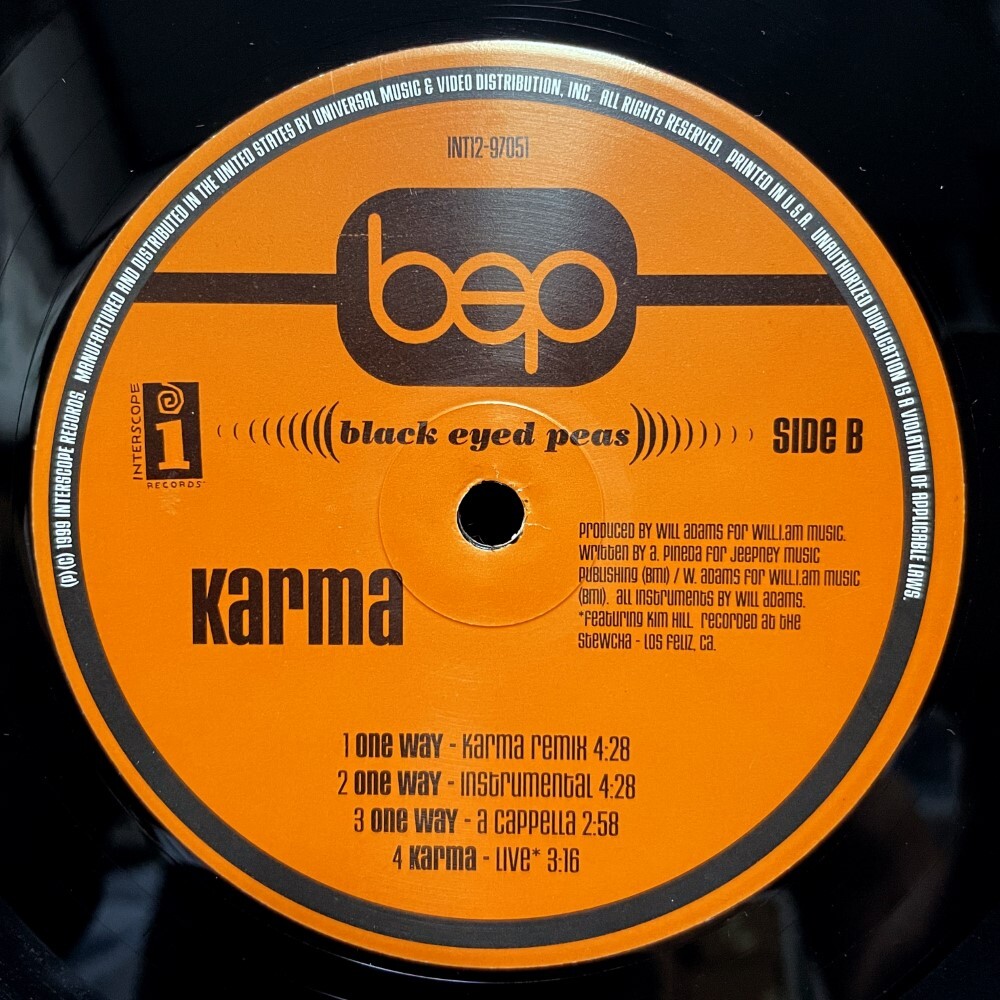 (P)(C) 1999 INTERSCOPE RECORDS. MANUFACTURED AND DISTRIBUTED IN THE UNITED STATES BY UNIVERSAL MUSIC & VIDEO DISTRIBUTION, INC. ALL RIGHTS RESERVED. PRINTED IN U.S.A. UNAUTHORIZED DUPLICATION IS A VIOLATION OF APPLICABLE LAWS.
INT12-97051
bep
INTERSCOPE
i
RECORDS
black eyed peas
SIDE B
Produced by Will Adams for will.i.am music.
Written by A. Pineda for Jeepney Music
Publishing (BMI) / W. Adams for will.i.am music
(BMI). All instruments by Will Adams.
*Featuring Kim Hill. Recorded at the
Stewcha - Los Feliz, CA.
Karma
1 One Way - Karma Remix 4:28
2 One Way - Instrumental 4:28
3 One Way - A Cappella 2:58
4 Karma - Live* 3:16